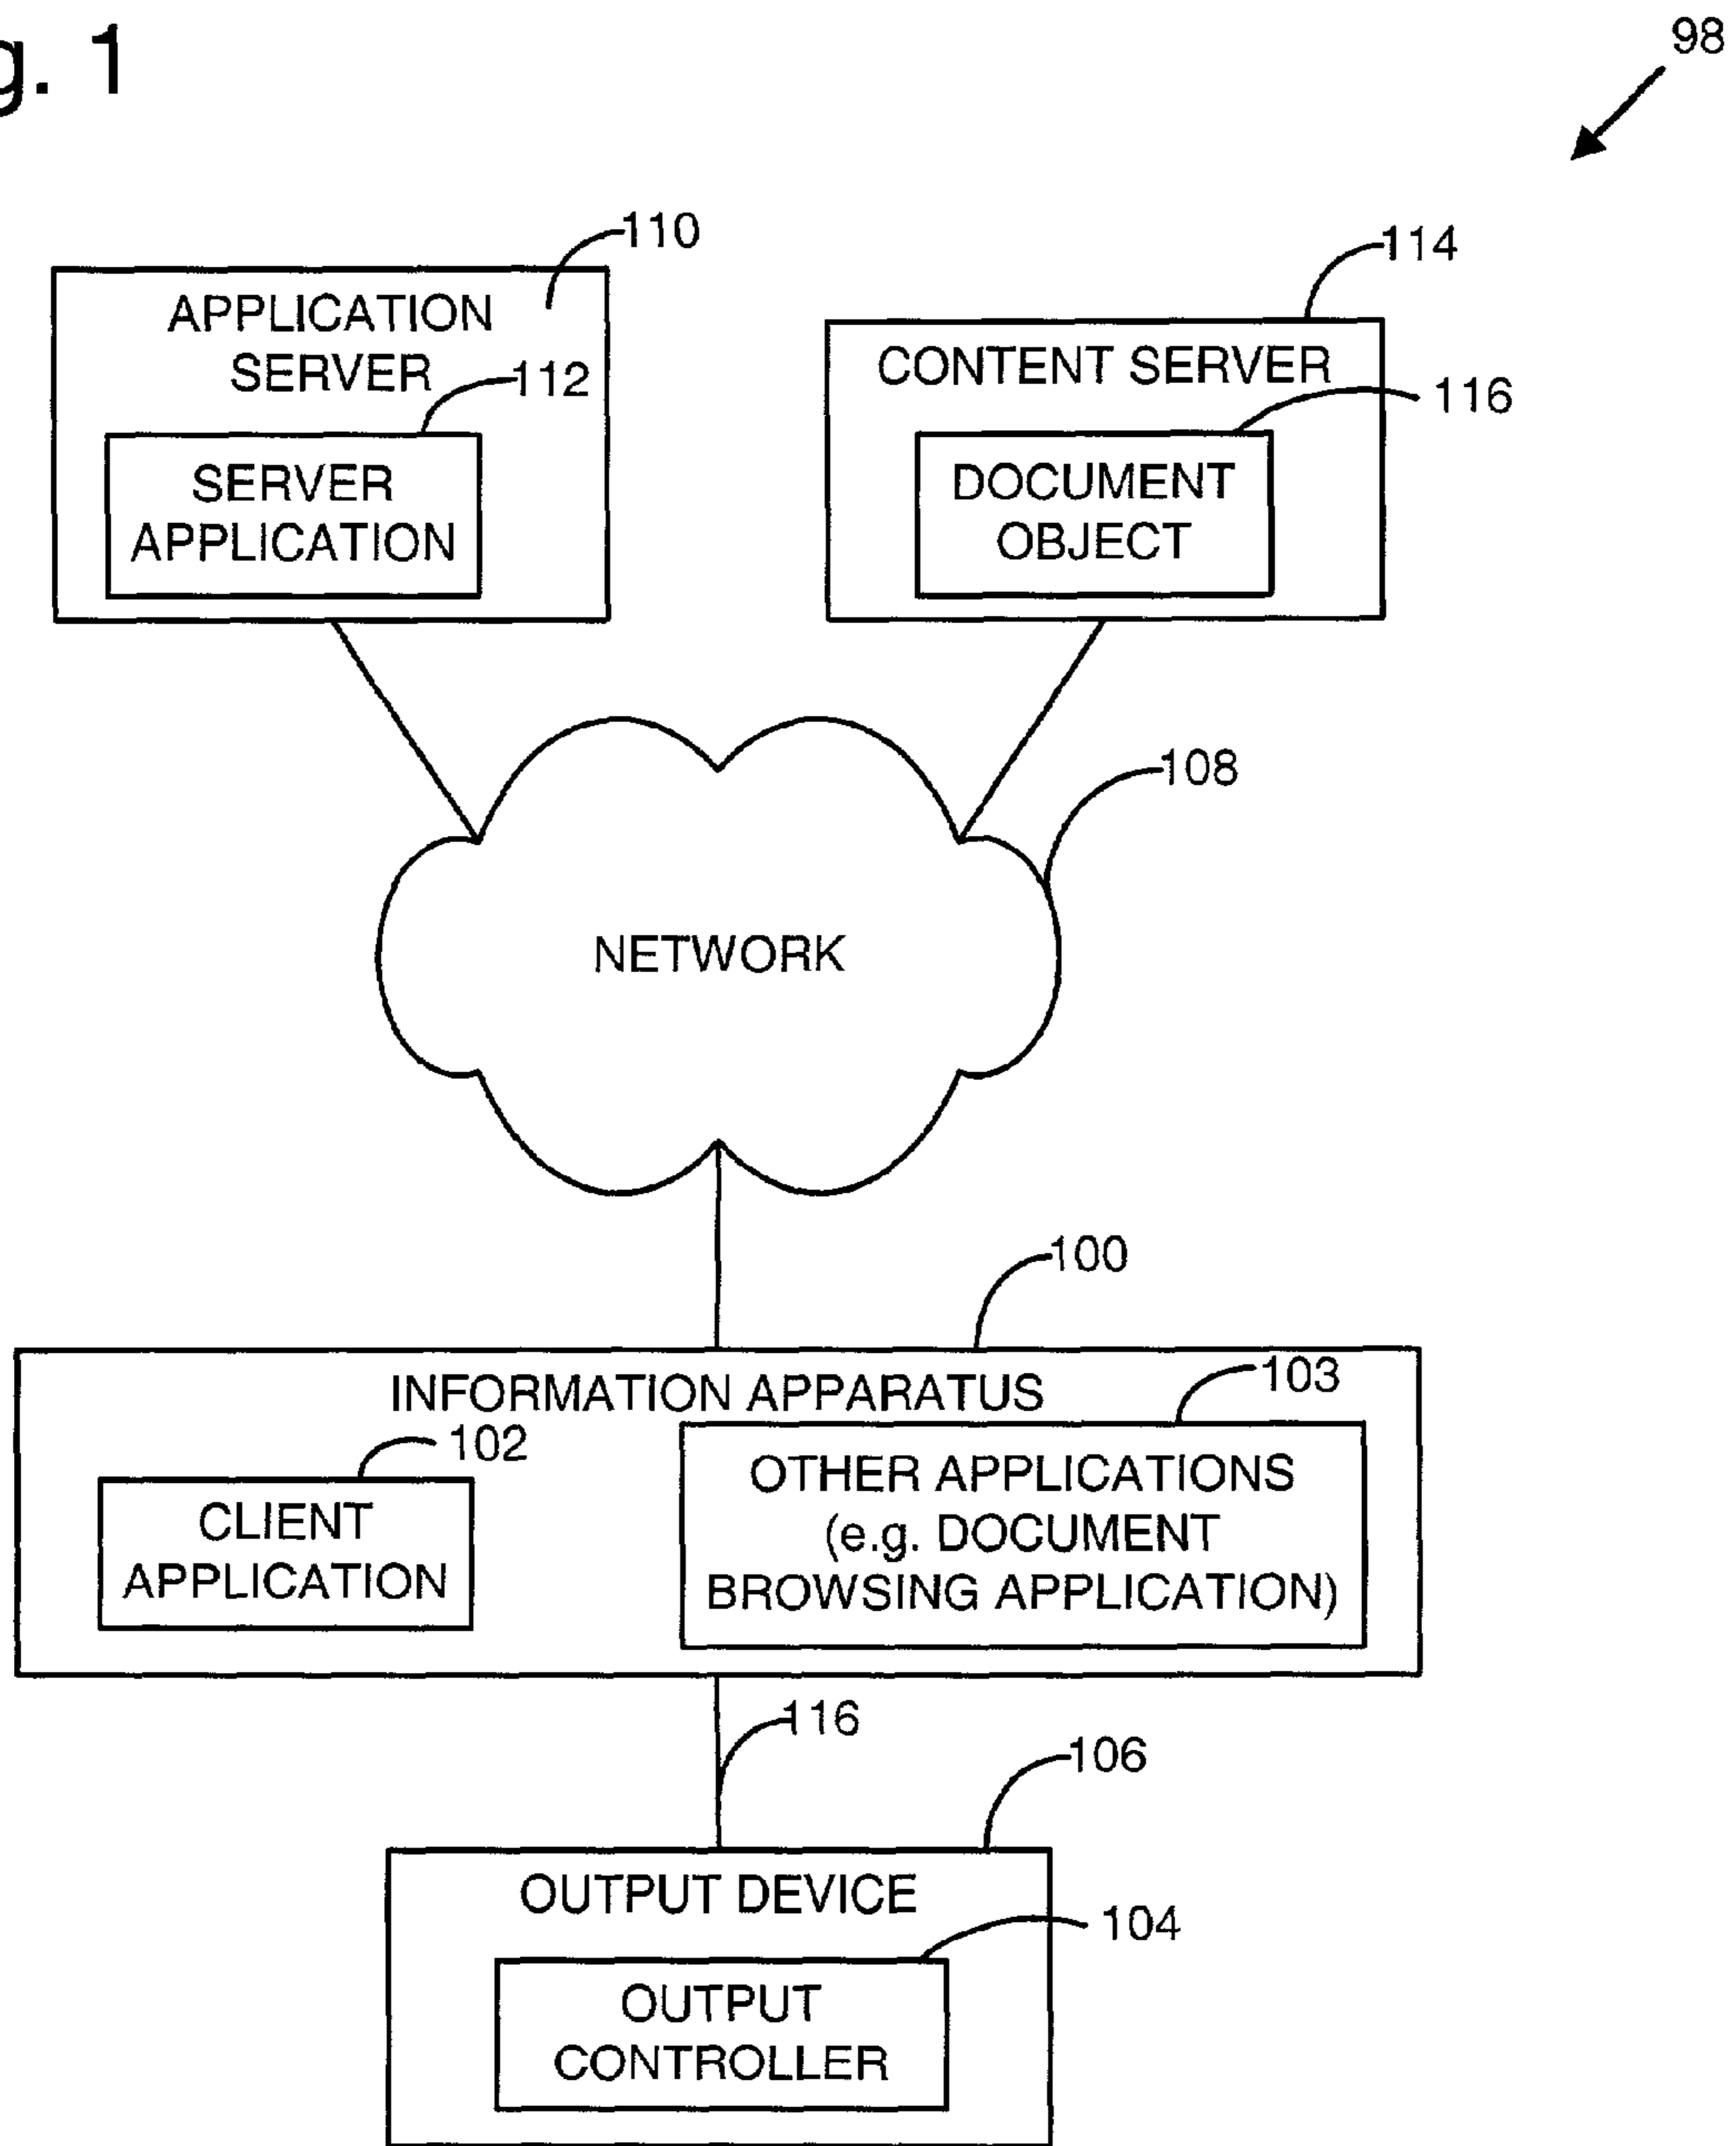 g. 1
98
110
APPLICATION
SERVER
112
SERVER
APPLICATION
114
CONTENT SERVER
116
DOCUMENT
OBJECT
108
NETWORK
100
INFORMATION APPARATUS
103
102
CLIENT
APPLICATION
OTHER APPLICATIONS
(e.g. DOCUMENT
BROWSING APPLICATION)
116
106
OUTPUT DEVICE
104
OUTPUT
CONTROLLER